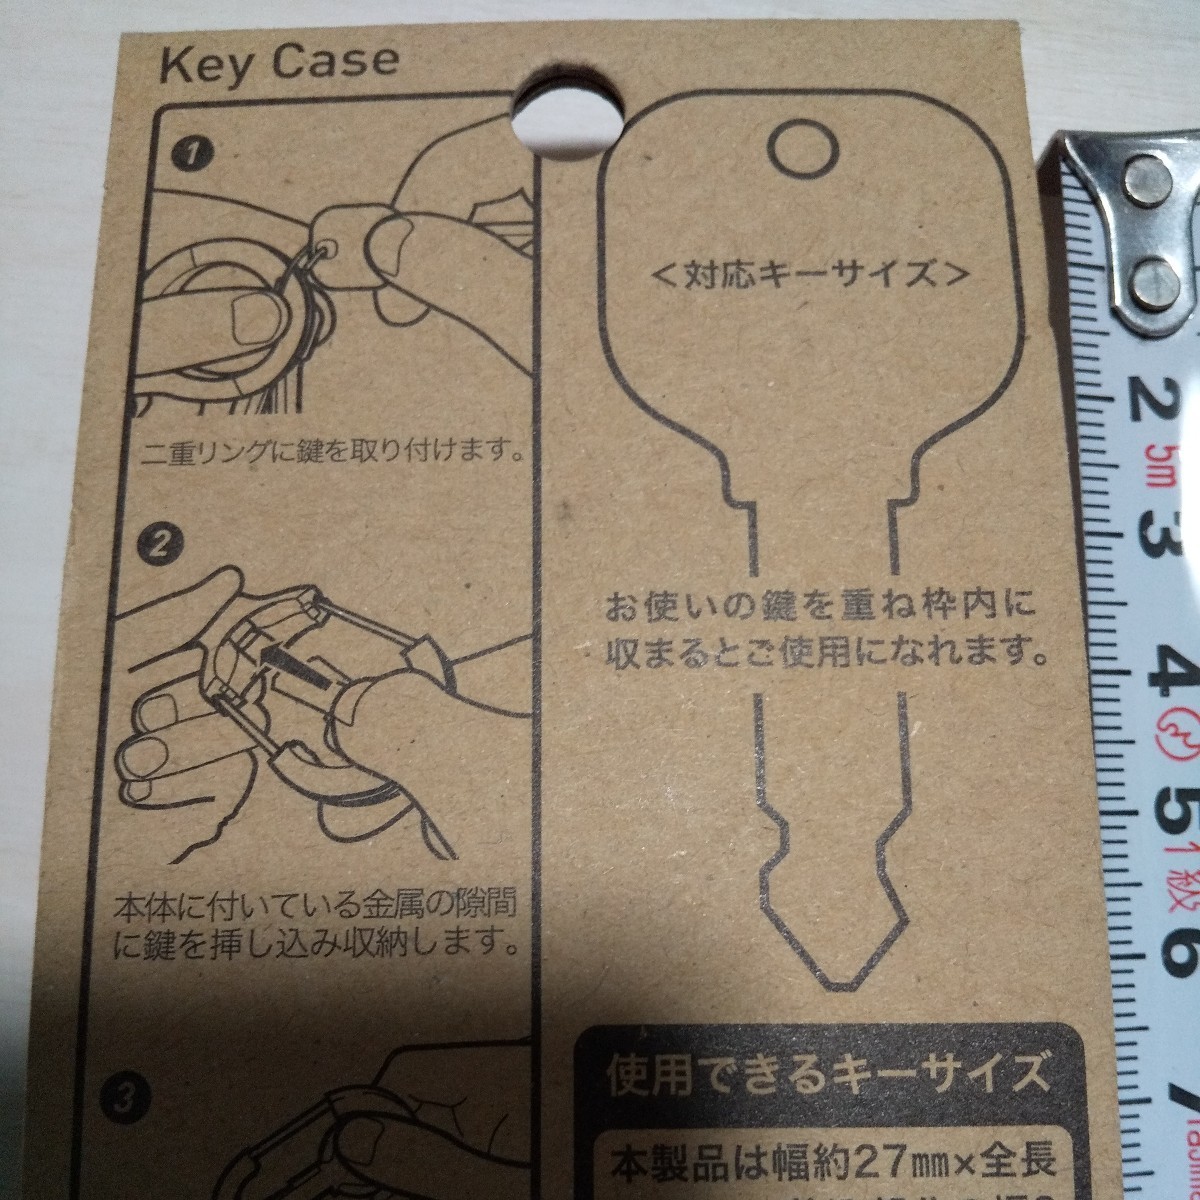 Key Case
1
二重リングに鍵を取り付けます。
2
本体に付いている金属の隙間
に鍵を挿し込み収納します。
3
<対応キーサイズ>
お使いの鍵を重ね枠内に
収まるとご使用になれます。
使用できるキーサイズ
本製品は幅約27mm×全長
2
5m
3
4
5
1級
6
7